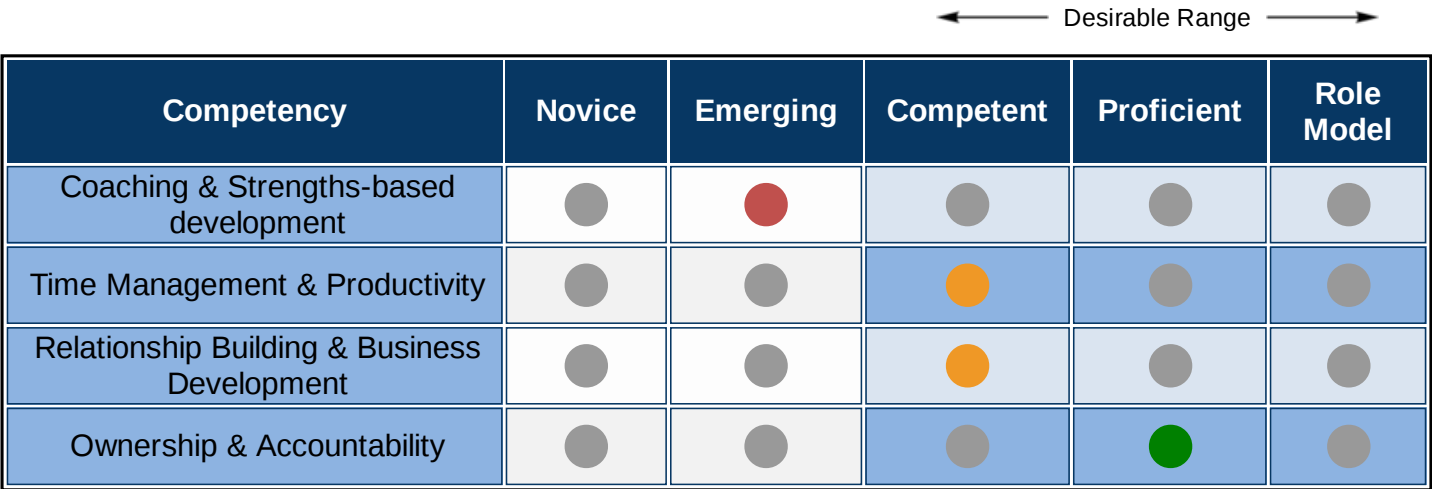 Desirable Range
Competency
Novice
Emerging
Competent
Proficient
Role
Model
Coaching & Strengths-based
development
Time Management & Productivity
Relationship Building & Business
Development
Ownership & Accountability